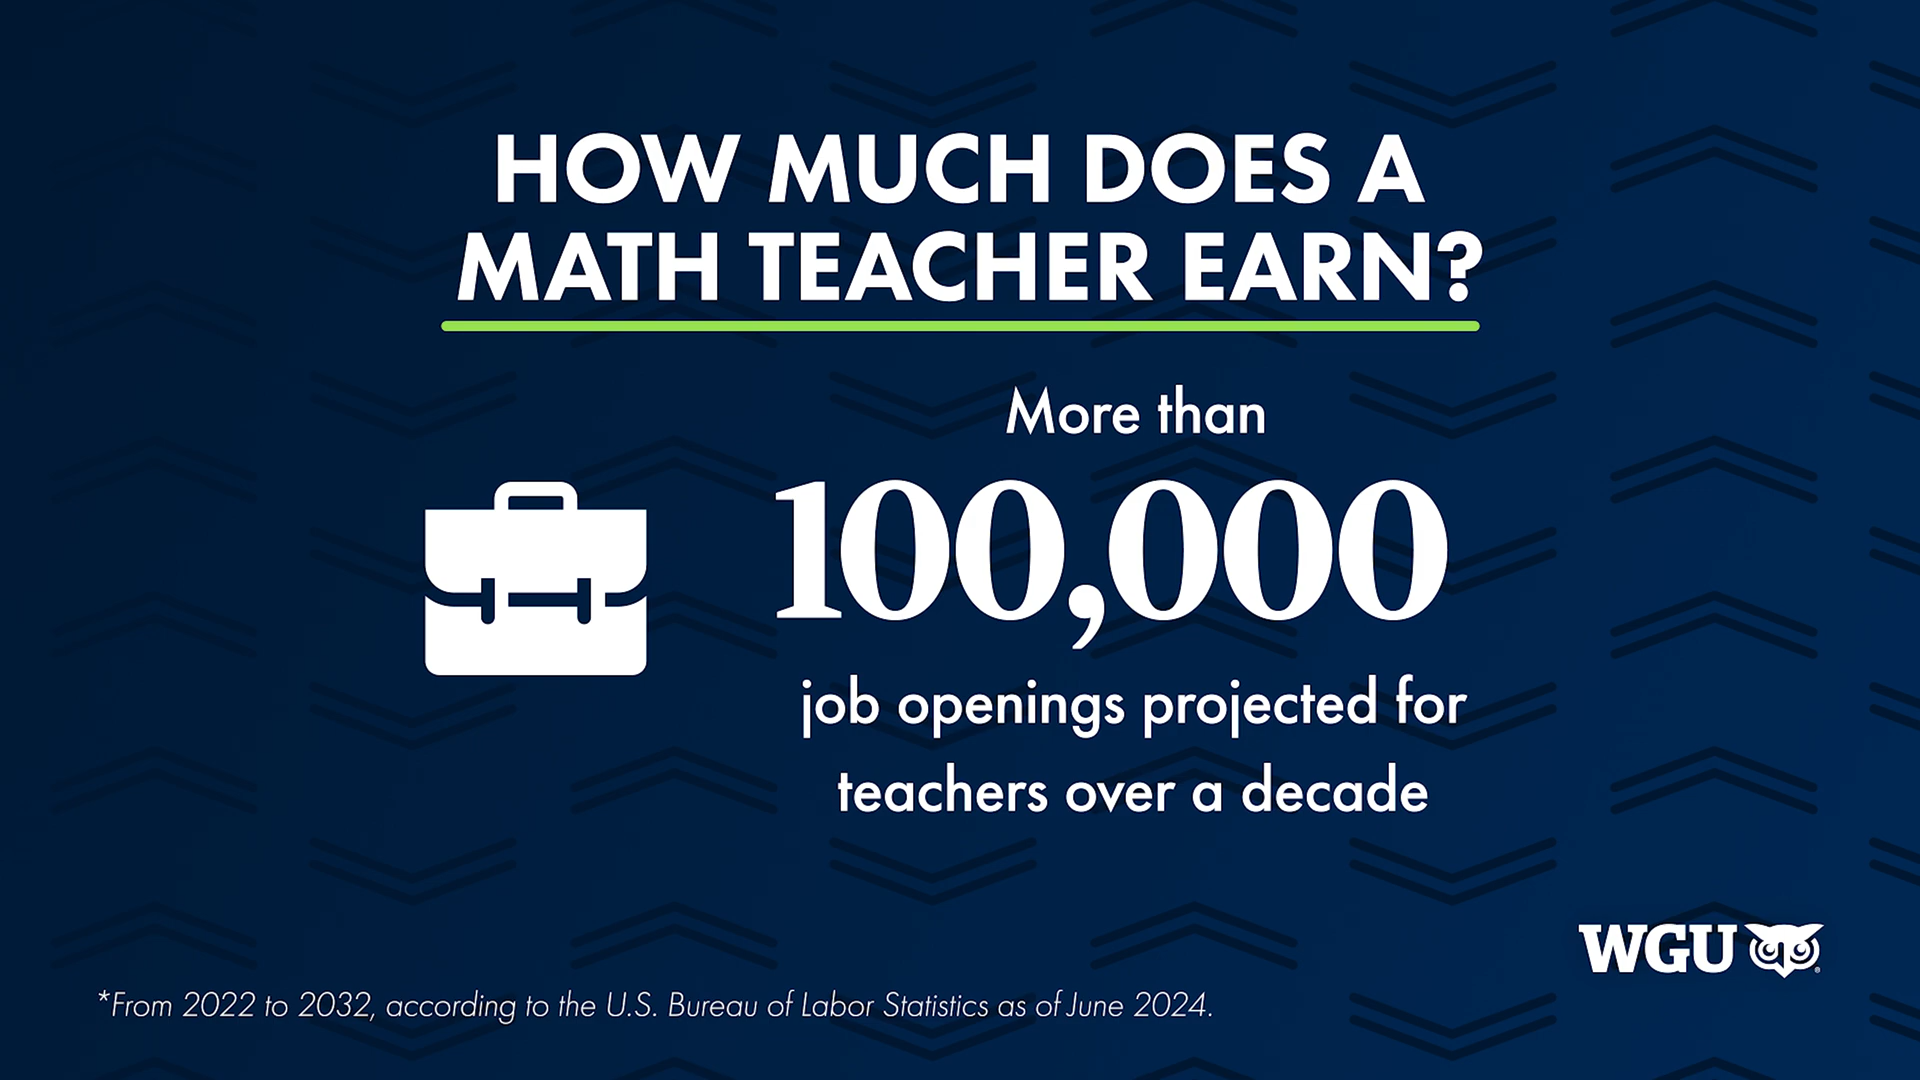 HOW MUCH DOES A
MATH TEACHER EARN?
More than
100,000
job openings projected for
teachers over a decade
WGU
*From 2022 to 2032, according to the U.S. Bureau of Labor Statistics as of June 2024.